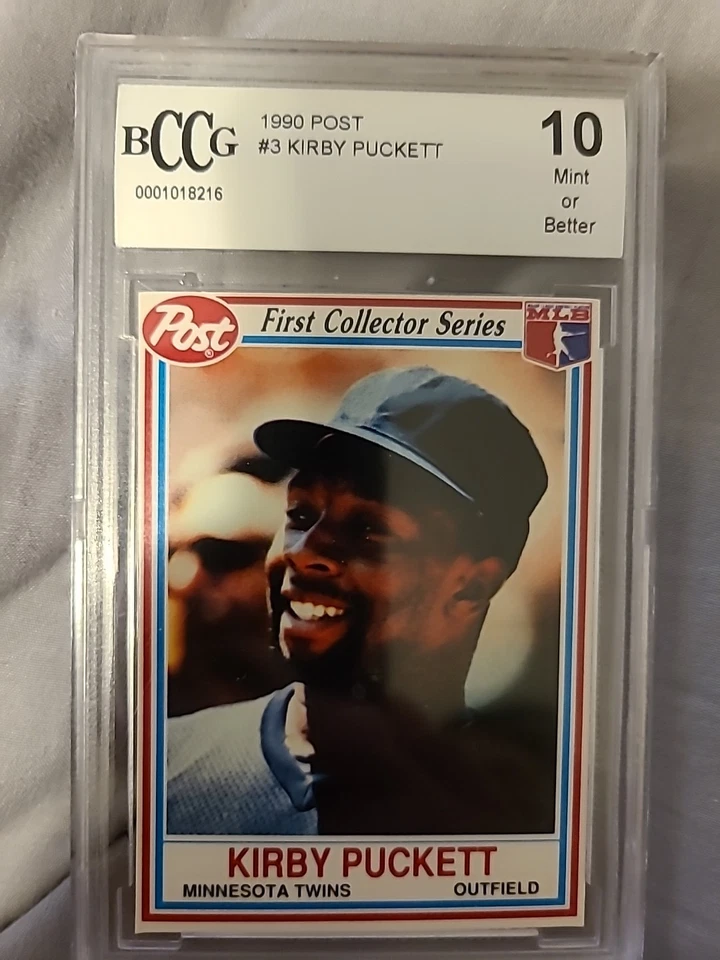 BCCG
0001018216
1990 POST
#3 KIRBY PUCKETT
10
Mint
or
Better
Post®
First Collector Series
MLB
KIRBY PUCKETT
MINNESOTA TWINS
OUTFIELD